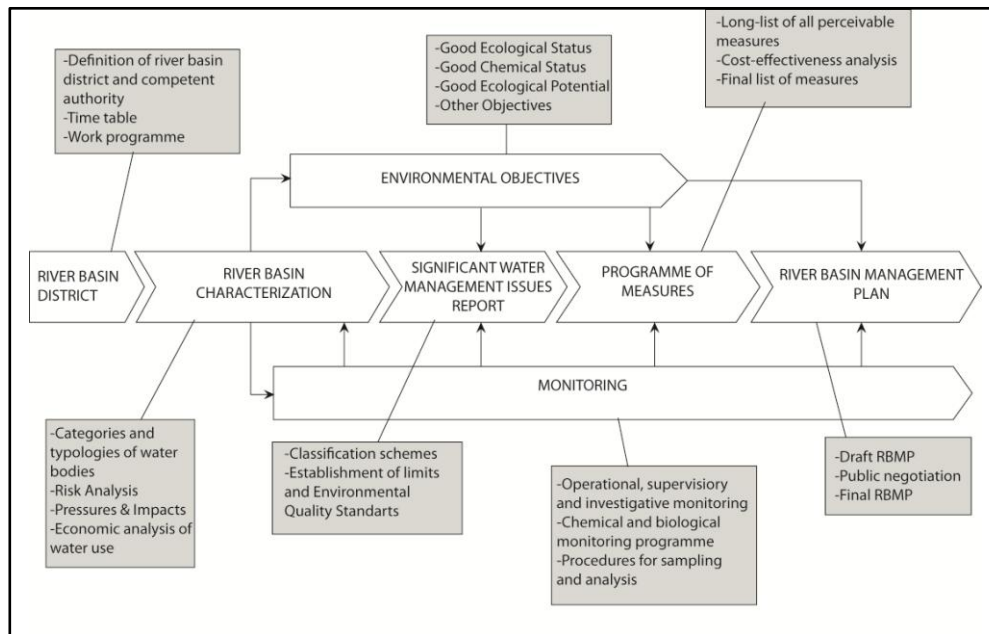 -Definition of river basin
district and competent
authority
-Time table
-Work programme
-Good Ecological Status
-Good Chemical Status
-Good Ecological Potential
-Other Objectives
-Long-list of all perceivable
measures
-Cost-effectiveness analysis
-Final list of measures
ENVIRONMENTAL OBJECTIVES
RIVER BASIN
DISTRICT
RIVER BASIN
CHARACTERIZATION
SIGNIFICANT WATER
MANAGEMENT ISSUES
REPORT
PROGRAMME OF
MEASURES
RIVER BASIN MANAGEMENT
PLAN
MONITORING
-Categories and
typologies of water
bodies
-Risk Analysis
-Pressures & Impacts
-Economic analysis of
water use
-Classification schemes
-Establishment of limits
and Environmental
Quality Standarts
-Operational, supervisiory
and investigative monitoring
-Chemical and biological
monitoring programme
-Procedures for sampling
and analysis
-Draft RBMP
-Public negotiation
-Final RBMP